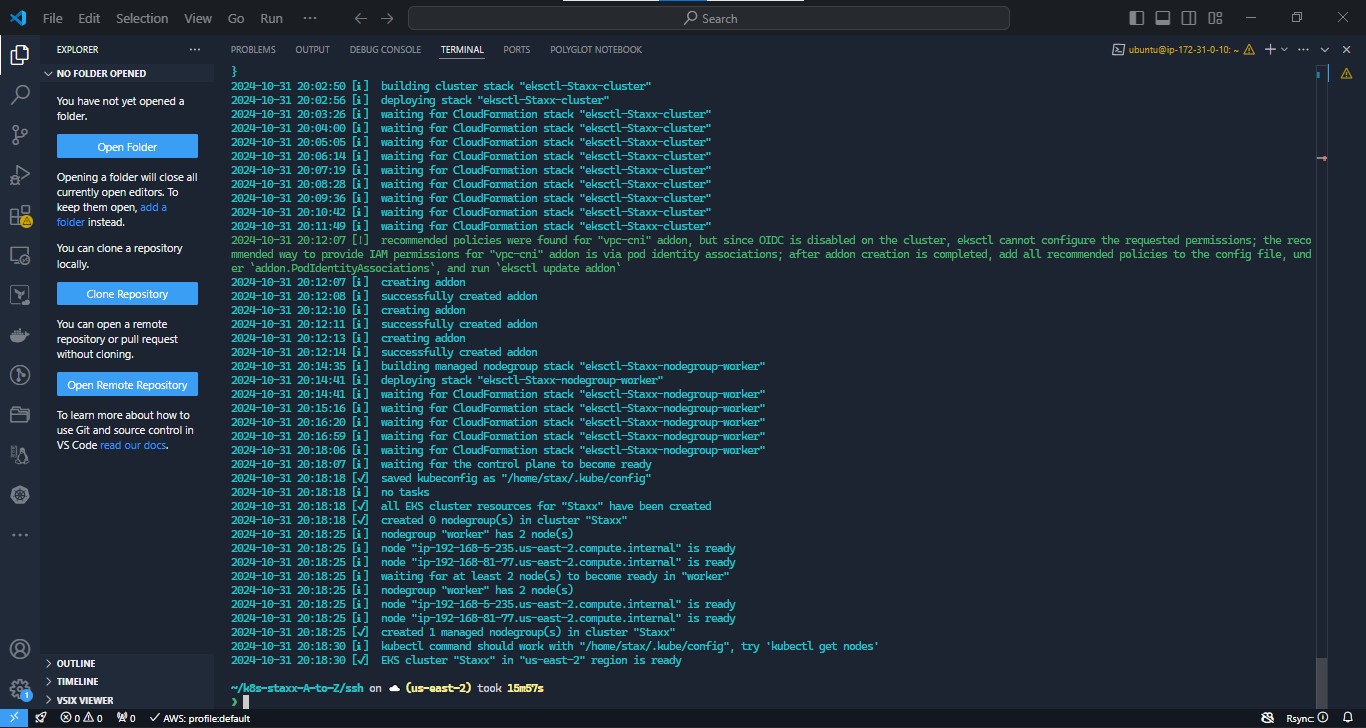 File Edit Selection View Go Run ··· Search
EXPLORER ···
NO FOLDER OPENED
You have not yet opened a
folder.
Open Folder
Opening a folder will close all
currently open editors. To
keep them open, add a
folder instead.
You can clone a repository
locally.
Clone Repository
You can open a remote
repository or pull request
without cloning.
Open Remote Repository
To learn more about how to
use Git and source control in
VS Code read our docs.
OUTLINE
TIMELINE
VSIX VIEWER
PROBLEMS OUTPUT DEBUG CONSOLE TERMINAL PORTS POLYGLOT NOTEBOOK
ubuntu@ip-172-31-0-10: ~
}
2024-10-31 20:02:50 [ℹ]  building cluster stack "eksctl-Staxx-cluster"
2024-10-31 20:02:56 [ℹ]  deploying stack "eksctl-Staxx-cluster"
2024-10-31 20:03:26 [ℹ]  waiting for CloudFormation stack "eksctl-Staxx-cluster"
2024-10-31 20:04:00 [ℹ]  waiting for CloudFormation stack "eksctl-Staxx-cluster"
2024-10-31 20:05:05 [ℹ]  waiting for CloudFormation stack "eksctl-Staxx-cluster"
2024-10-31 20:06:14 [ℹ]  waiting for CloudFormation stack "eksctl-Staxx-cluster"
2024-10-31 20:07:19 [ℹ]  waiting for CloudFormation stack "eksctl-Staxx-cluster"
2024-10-31 20:08:28 [ℹ]  waiting for CloudFormation stack "eksctl-Staxx-cluster"
2024-10-31 20:09:36 [ℹ]  waiting for CloudFormation stack "eksctl-Staxx-cluster"
2024-10-31 20:10:42 [ℹ]  waiting for CloudFormation stack "eksctl-Staxx-cluster"
2024-10-31 20:11:49 [ℹ]  waiting for CloudFormation stack "eksctl-Staxx-cluster"
2024-10-31 20:12:07 [!]  recommended policies were found for "vpc-cni" addon, but since OIDC is disabled on the cluster, eksctl cannot configure the requested permissions; the reco
mmended way to provide IAM permissions for "vpc-cni" addon is via pod identity associations; after addon creation is completed, add all recommended policies to the config file, und
er `addon.PodIdentityAssociations`, and run `eksctl update addon`
2024-10-31 20:12:07 [ℹ]  creating addon
2024-10-31 20:12:08 [ℹ]  successfully created addon
2024-10-31 20:12:10 [ℹ]  creating addon
2024-10-31 20:12:11 [ℹ]  successfully created addon
2024-10-31 20:12:13 [ℹ]  creating addon
2024-10-31 20:12:14 [ℹ]  successfully created addon
2024-10-31 20:14:35 [ℹ]  building managed nodegroup stack "eksctl-Staxx-nodegroup-worker"
2024-10-31 20:14:41 [ℹ]  deploying stack "eksctl-Staxx-nodegroup-worker"
2024-10-31 20:14:41 [ℹ]  waiting for CloudFormation stack "eksctl-Staxx-nodegroup-worker"
2024-10-31 20:15:16 [ℹ]  waiting for CloudFormation stack "eksctl-Staxx-nodegroup-worker"
2024-10-31 20:16:20 [ℹ]  waiting for CloudFormation stack "eksctl-Staxx-nodegroup-worker"
2024-10-31 20:16:59 [ℹ]  waiting for CloudFormation stack "eksctl-Staxx-nodegroup-worker"
2024-10-31 20:18:06 [ℹ]  waiting for CloudFormation stack "eksctl-Staxx-nodegroup-worker"
2024-10-31 20:18:07 [ℹ]  waiting for the control plane to become ready
2024-10-31 20:18:18 [✔]  saved kubeconfig as "/home/stax/.kube/config"
2024-10-31 20:18:18 [ℹ]  no tasks
2024-10-31 20:18:18 [✔]  all EKS cluster resources for "Staxx" have been created
2024-10-31 20:18:18 [✔]  created 0 nodegroup(s) in cluster "Staxx"
2024-10-31 20:18:25 [ℹ]  nodegroup "worker" has 2 node(s)
2024-10-31 20:18:25 [ℹ]  node "ip-192-168-5-235.us-east-2.compute.internal" is ready
2024-10-31 20:18:25 [ℹ]  node "ip-192-168-81-77.us-east-2.compute.internal" is ready
2024-10-31 20:18:25 [ℹ]  waiting for at least 2 node(s) to become ready in "worker"
2024-10-31 20:18:25 [ℹ]  nodegroup "worker" has 2 node(s)
2024-10-31 20:18:25 [ℹ]  node "ip-192-168-5-235.us-east-2.compute.internal" is ready
2024-10-31 20:18:25 [ℹ]  node "ip-192-168-81-77.us-east-2.compute.internal" is ready
2024-10-31 20:18:25 [✔]  created 1 managed nodegroup(s) in cluster "Staxx"
2024-10-31 20:18:30 [ℹ]  kubectl command should work with "/home/stax/.kube/config", try 'kubectl get nodes'
2024-10-31 20:18:30 [✔]  EKS cluster "Staxx" in "us-east-2" region is ready
~/k8s-staxx-A-to-Z/ssh on ☁ (us-east-2) took 15m57s
❯
1
0 0 0 AWS: profile:default Rsync: